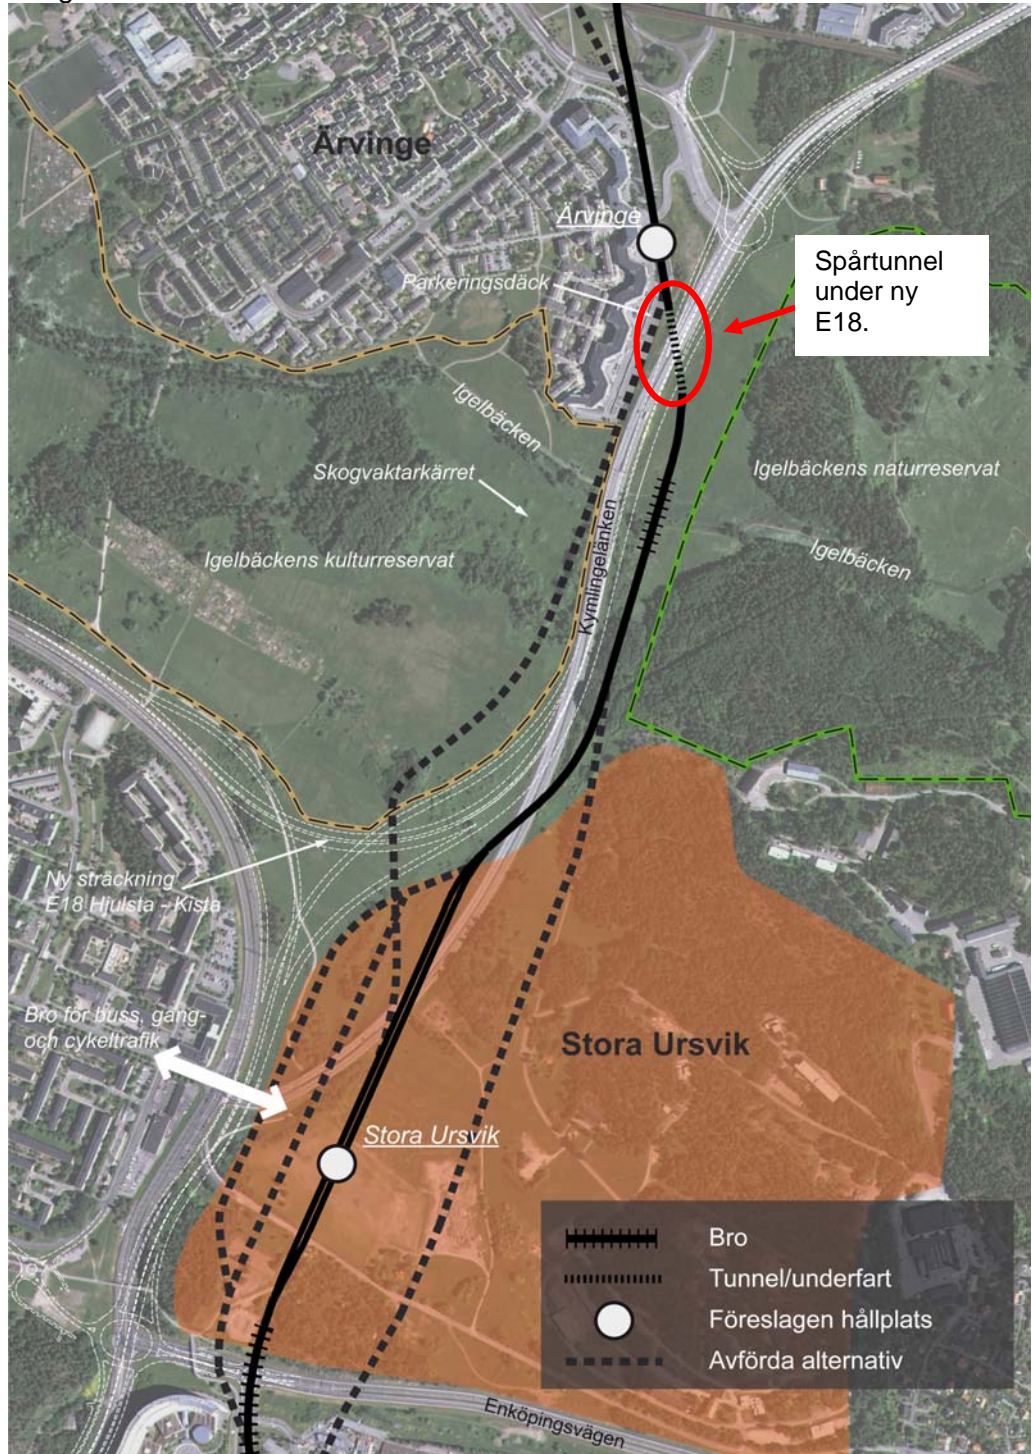 Ärvinge
Ärvinge
Parkeringsdäck
Spårtunnel
under ny
E18.
Igelbäcken
Skogvaktarkärret
Igelbäckens naturreservat
Igelbäckens kulturreservat
Igelbäcken
Kymlingelänken
Ny sträckning
E18 Hjulsta - Kista
Bro för buss, gång-
och cykeltrafik
Stora Ursvik
Stora Ursvik
Bro
Tunnel/underfart
Föreslagen hållplats
Avförda alternativ
Enköpingsvägen